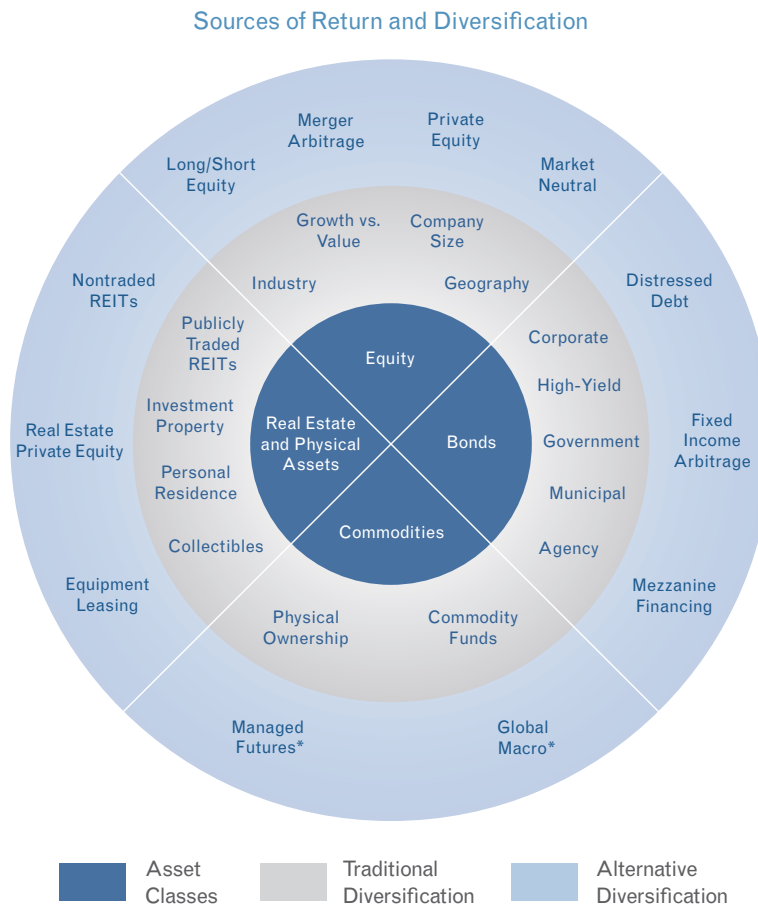 Sources of Return and Diversification
Merger
Arbitrage
Private
Equity
Long/Short
Equity
Market
Neutral
Growth vs.
Value
Company
Size
Industry
Geography
Nontraded
REITs
Distressed
Debt
Publicly
Traded
REITs
Corporate
Equity
High-Yield
Investment
Property
Real Estate
and Physical
Assets
Bonds
Government
Real Estate
Private Equity
Fixed
Income
Arbitrage
Personal
Residence
Municipal
Commodities
Collectibles
Agency
Equipment
Leasing
Mezzanine
Financing
Physical
Ownership
Commodity
Funds
Managed
Futures*
Global
Macro*
Asset
Classes
Traditional
Diversification
Alternative
Diversification